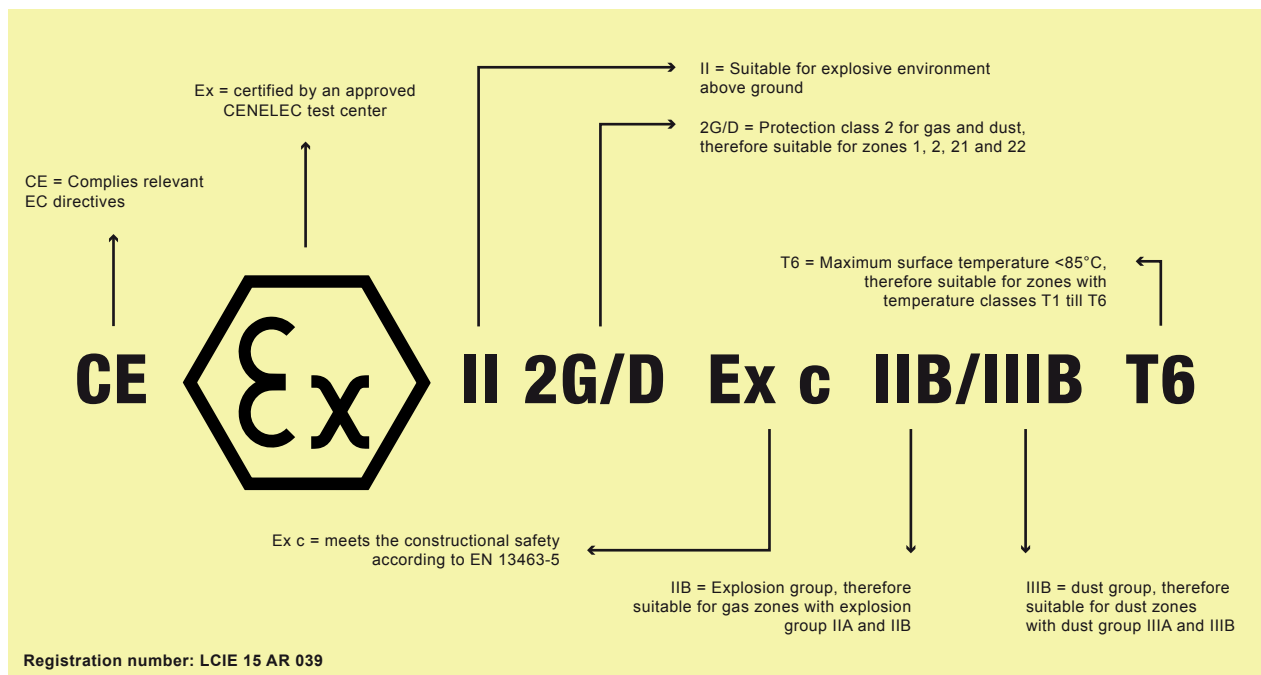 II = Suitable for explosive environment
above ground
Ex = certified by an approved
CENELEC test center
2G/D = Protection class 2 for gas and dust,
therefore suitable for zones 1, 2, 21 and 22
CE = Complies relevant
EC directives
T6 = Maximum surface temperature <85°C,
therefore suitable for zones with
temperature classes T1 till T6
CE Ex II 2G/D Ex c IIB/IIIB T6
Ex c = meets the constructional safety
according to EN 13463-5
IIB = Explosion group, therefore
suitable for gas zones with explosion
group IIA and IIB
IIIB = dust group, therefore
suitable for dust zones
with dust group IIIA and IIIB
Registration number: LCIE 15 AR 039